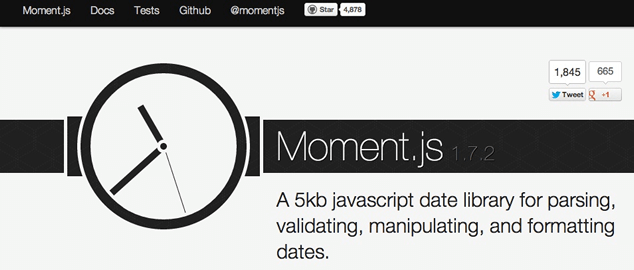 Moment.js Docs Tests Github @momentjs Star 4,878
1,845 665
Tweet +1
Moment.js 1.7.2
A 5kb javascript date library for parsing,
validating, manipulating, and formatting
dates.